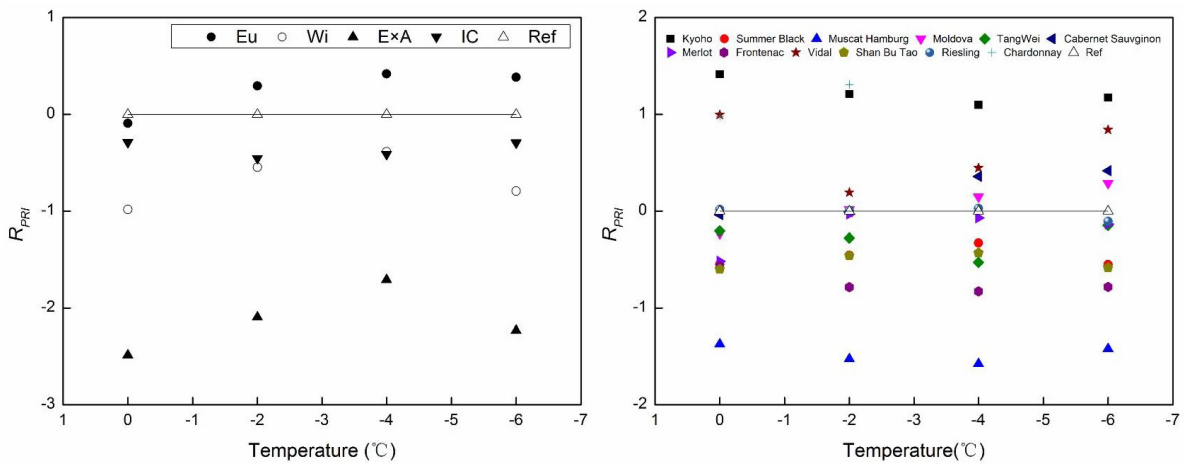 Eu Wi E×A IC Ref
1
0
-1
-2
-3
R_PRI
1 0 -1 -2 -3 -4 -5 -6 -7
Temperature (℃)
Kyoho Summer Black Muscat Hamburg Moldova TangWei Cabernet Sauvginon
Merlot Frontenac Vidal Shan Bu Tao Riesling Chardonnay Ref
2
1
0
-1
-2
R_PRI
1 0 -1 -2 -3 -4 -5 -6 -7
Temperature(℃)